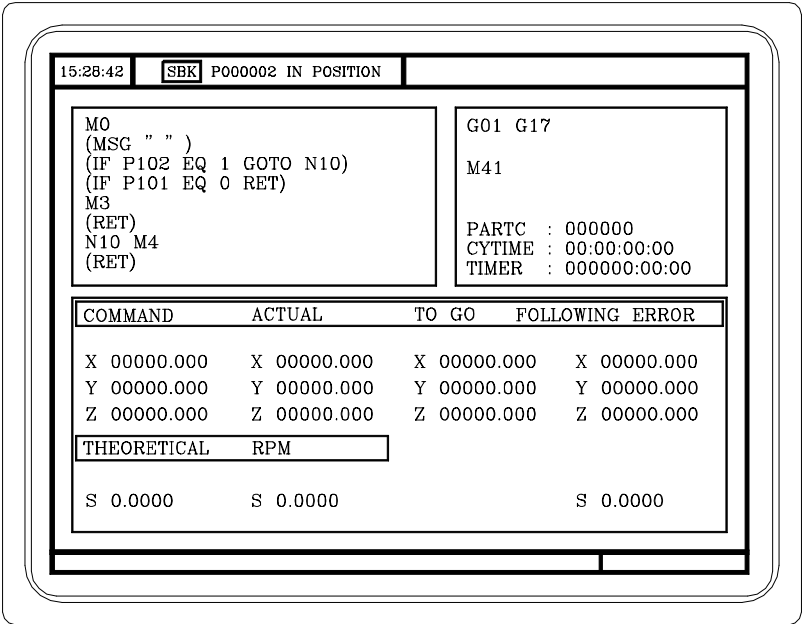 15:28:42 SBK P000002 IN POSITION
M0
(MSG " " )
(IF P102 EQ 1 GOTO N10)
(IF P101 EQ 0 RET)
M3
(RET)
N10 M4
(RET)
G01 G17
M41
PARTC : 000000
CYTIME : 00:00:00:00
TIMER : 000000:00:00
COMMAND ACTUAL TO GO FOLLOWING ERROR
X 00000.000 X 00000.000 X 00000.000 X 00000.000
Y 00000.000 Y 00000.000 Y 00000.000 Y 00000.000
Z 00000.000 Z 00000.000 Z 00000.000 Z 00000.000
THEORETICAL RPM
S 0.0000 S 0.0000 S 0.0000